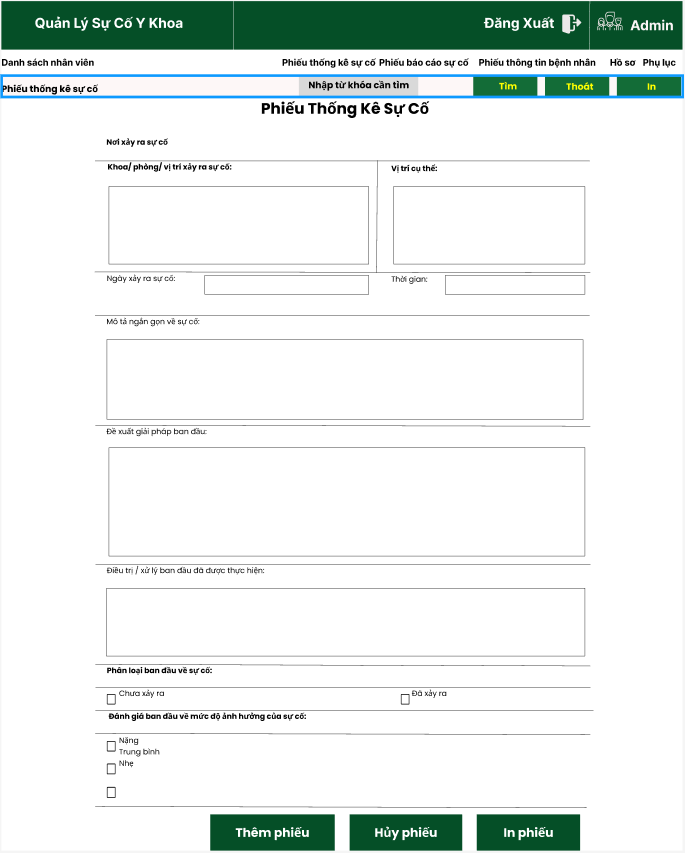 Quản Lý Sự Cố Y Khoa
Đăng Xuất
Admin
Danh sách nhân viên
Phiếu thống kê sự cố
Phiếu báo cáo sự cố
Phiếu thông tin bệnh nhân
Hồ sơ
Phụ lục
Phiếu thống kê sự cố
Nhập từ khóa cần tìm
Tìm
Thoát
In
Phiếu Thống Kê Sự Cố
Nơi xảy ra sự cố
Khoa/ phòng/ vị trí xảy ra sự cố:
Vị trí cụ thể:
Ngày xảy ra sự cố:
Thời gian:
Mô tả ngắn gọn về sự cố:
Đề xuất giải pháp ban đầu:
Điều trị / xử lý ban đầu đã được thực hiện:
Phân loại ban đầu về sự cố:
Chưa xảy ra
Đã xảy ra
Đánh giá ban đầu về mức độ ảnh hưởng của sự cố:
Nặng
Trung bình
Nhẹ
Thêm phiếu
Hủy phiếu
In phiếu